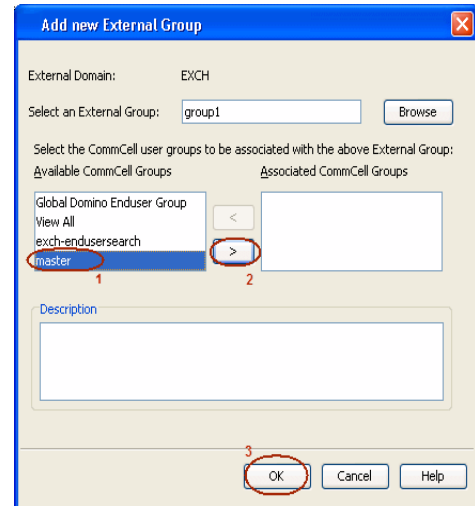 Add new External Group
External Domain: EXCH
Select an External Group: group1 Browse
Select the CommCell user groups to be associated with the above External Group:
Available CommCell Groups Associated CommCell Groups
Global Domino Enduser Group
View All
exch-endusersearch
master
<
>
1
2
Description
3
OK Cancel Help